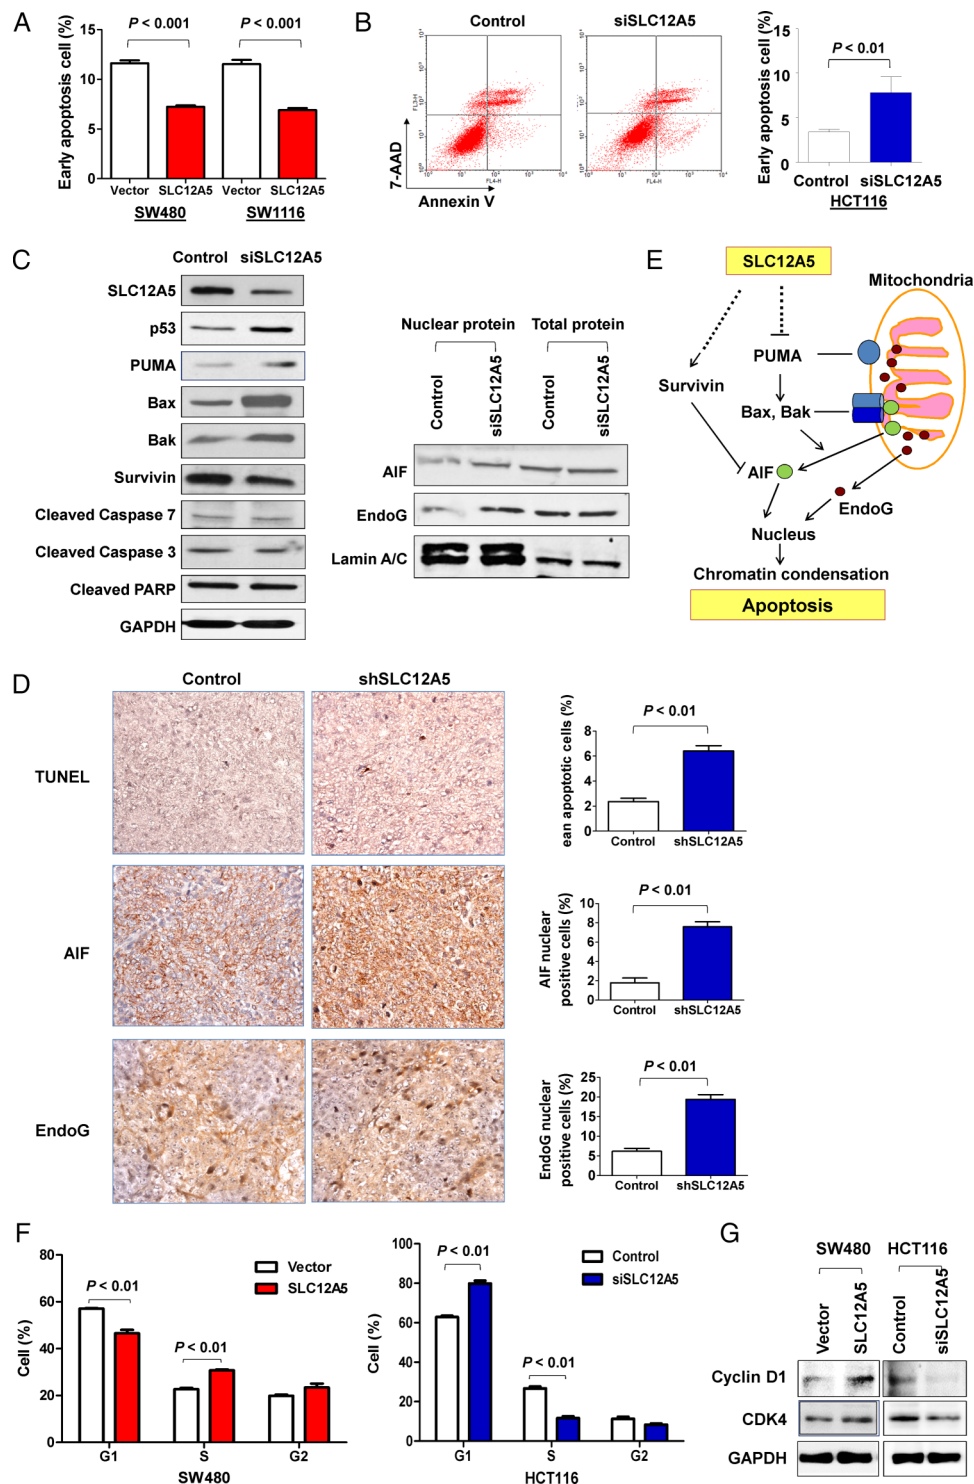 A
P < 0.001
P < 0.001
Early apoptosis cell (%)
15
10
5
0
Vector SLC12A5 Vector SLC12A5
SW480 SW1116
B
Control siSLC12A5
FL3-H
FL4-H
FL4-H
7-AAD
Annexin V
P < 0.01
Early apoptosis cell (%)
15
10
5
0
Control siSLC12A5
HCT116
C
Control siSLC12A5
SLC12A5
p53
PUMA
Bax
Bak
Survivin
Cleaved Caspase 7
Cleaved Caspase 3
Cleaved PARP
GAPDH
Nuclear protein Total protein
Control
siSLC12A5
Control
siSLC12A5
AIF
EndoG
Lamin A/C
E
SLC12A5
Mitochondria
PUMA
Survivin
Bax, Bak
AIF
EndoG
Nucleus
Chromatin condensation
Apoptosis
D
Control shSLC12A5
TUNEL
AIF
EndoG
P < 0.01
ean apoptotic cells (%)
8
6
4
2
0
Control shSLC12A5
P < 0.01
AIF nuclear
positive cells (%)
10
8
6
4
2
0
Control shSLC12A5
P < 0.01
EndoG nuclear
positive cells (%)
25
20
15
10
5
0
Control shSLC12A5
F
Cell (%)
80
60
40
20
0
Vector
SLC12A5
P < 0.01
P < 0.01
G1 S G2
SW480
Cell (%)
100
80
60
40
20
0
Control
siSLC12A5
P < 0.01
P < 0.01
G1 S G2
HCT116
G
SW480 HCT116
Vector
SLC12A5
Control
siSLC12A5
Cyclin D1
CDK4
GAPDH